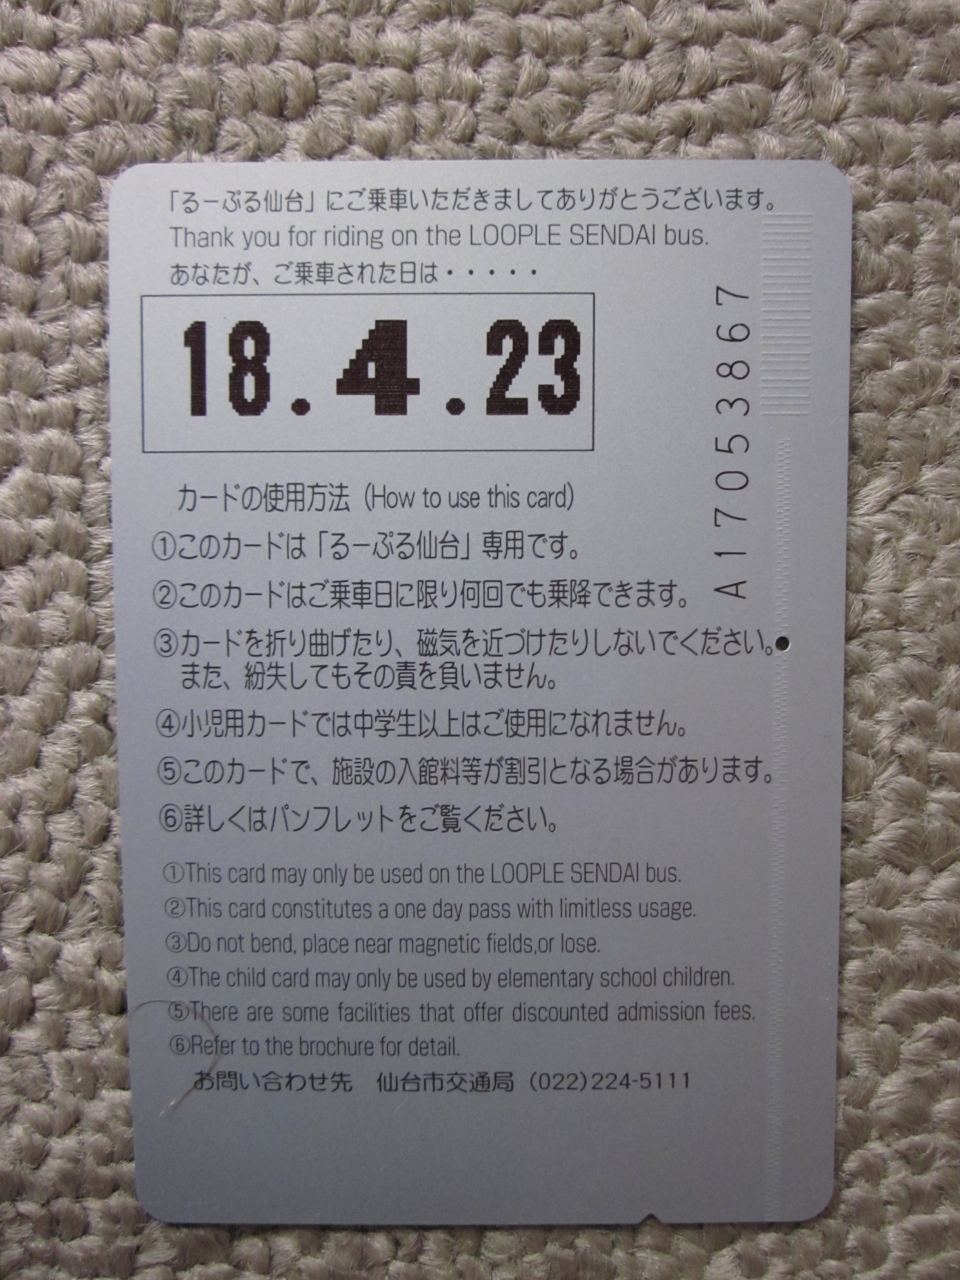 「るーぷる仙台」にご乗車いただきましてありがとうございます。
Thank you for riding on the LOOPLE SENDAI bus.
あなたが、ご乗車された日は・・・・・
18.4.23
A17053867
カードの使用方法 (How to use this card)
①このカードは「るーぷる仙台」専用です。
②このカードはご乗車日に限り何回でも乗降できます。
③カードを折り曲げたり、磁気を近づけたりしないでください。
また、紛失してもその責を負いません。
④小児用カードでは中学生以上はご使用になれません。
⑤このカードで、施設の入館料等が割引となる場合があります。
⑥詳しくはパンフレットをご覧ください。
①This card may only be used on the LOOPLE SENDAI bus.
②This card constitutes a one day pass with limitless usage.
③Do not bend, place near magnetic fields,or lose.
④The child card may only be used by elementary school children.
⑤There are some facilities that offer discounted admission fees.
⑥Refer to the brochure for detail.
お問い合わせ先 仙台市交通局 (022)224-5111